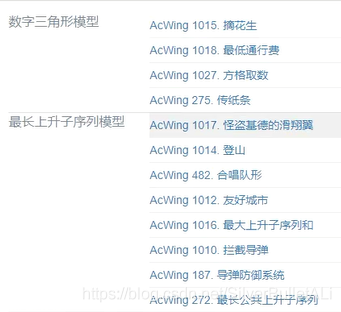 数字三角形模型
AcWing 1015. 摘花生
AcWing 1018. 最低通行费
AcWing 1027. 方格取数
AcWing 275. 传纸条
最长上升子序列模型
AcWing 1017. 怪盗基德的滑翔翼
AcWing 1014. 登山
AcWing 482. 合唱队形
AcWing 1012. 友好城市
AcWing 1016. 最大上升子序列和
AcWing 1010. 拦截导弹
AcWing 187. 导弹防御系统
AcWing 272. 最长公共上升子序列
https://blog.csdn.net/SilverBulletALI